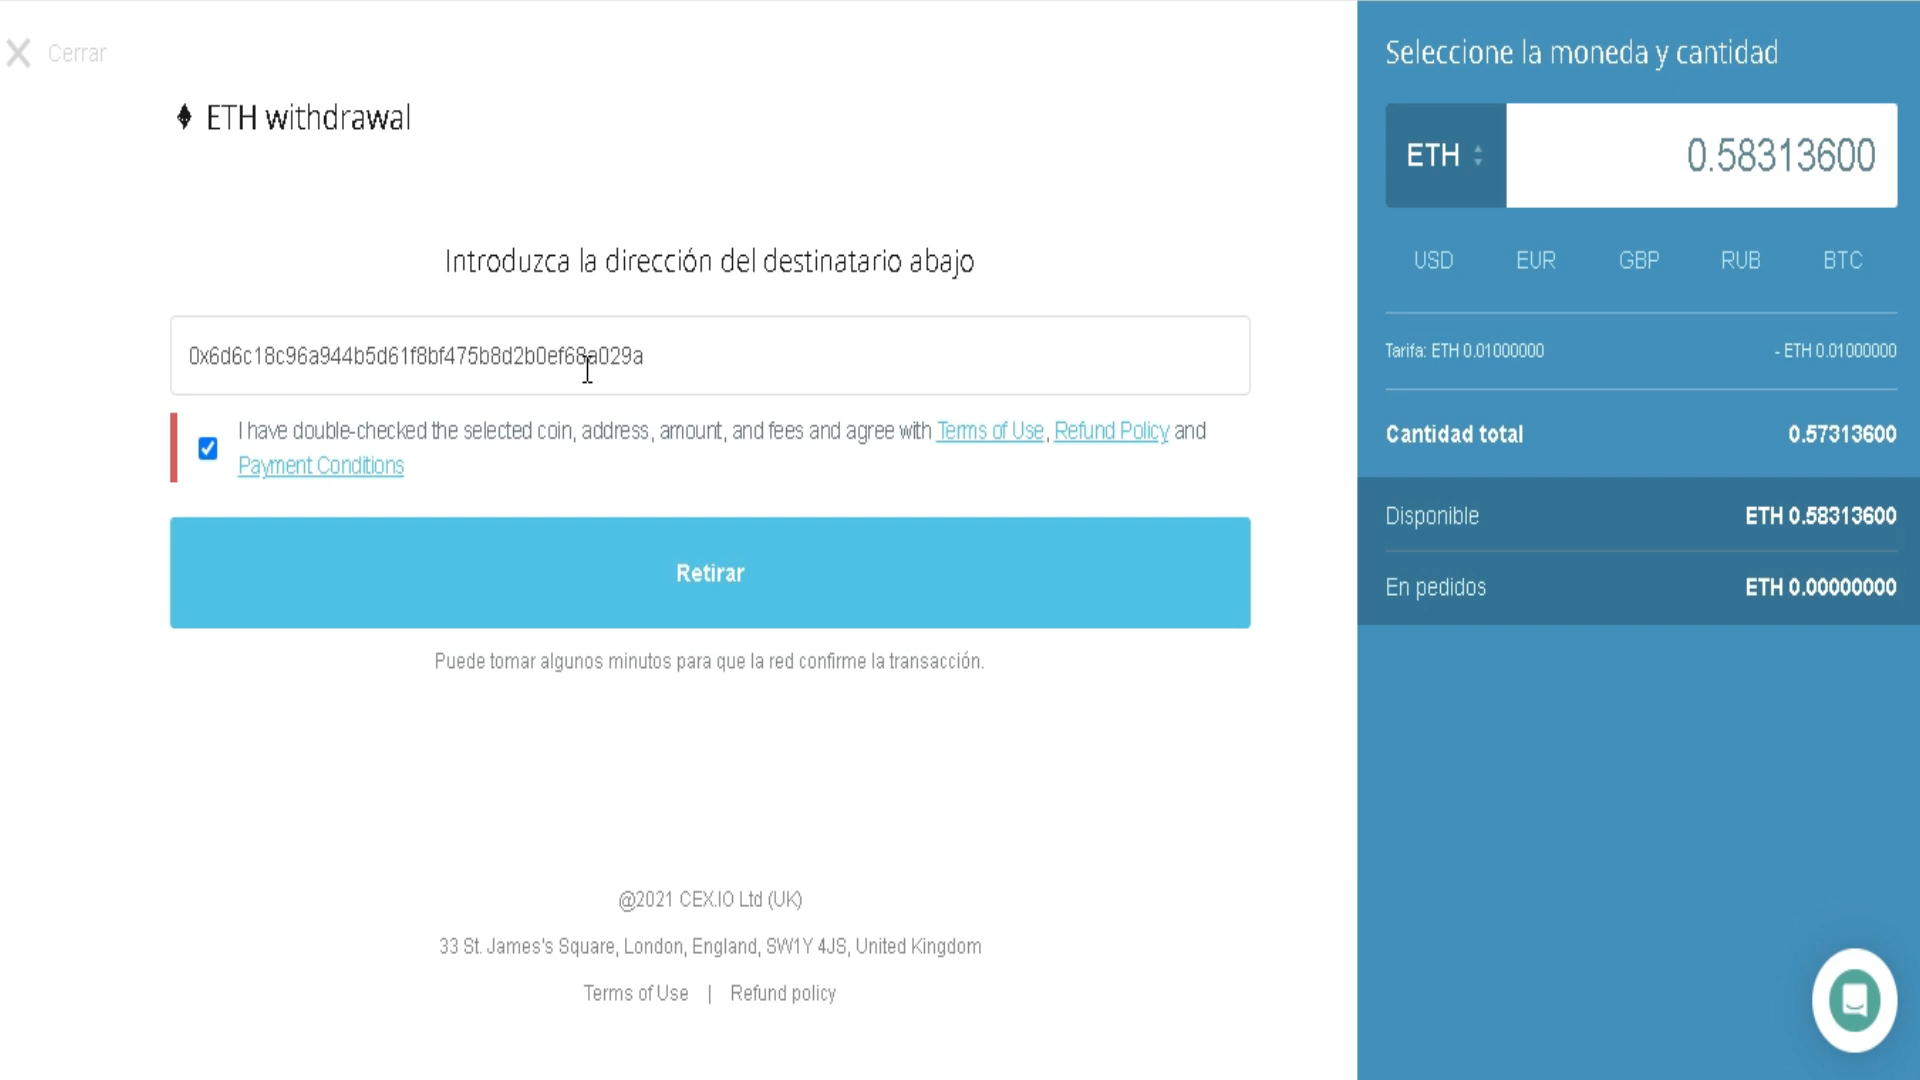 Cerrar
ETH withdrawal
Introduzca la dirección del destinatario abajo
0x6d6c18c96a944b5d61f8bf475b8d2b0ef68a029a
I have double-checked the selected coin, address, amount, and fees and agree with Terms of Use, Refund Policy and
Payment Conditions
Retirar
Puede tomar algunos minutos para que la red confirme la transacción.
@2021 CEX.IO Ltd (UK)
33 St. James's Square, London, England, SW1Y 4JS, United Kingdom
Terms of Use | Refund policy
Seleccione la moneda y cantidad
ETH 0.58313600
USD EUR GBP RUB BTC
Tarifa: ETH 0.01000000 - ETH 0.01000000
Cantidad total 0.57313600
Disponible ETH 0.58313600
En pedidos ETH 0.00000000